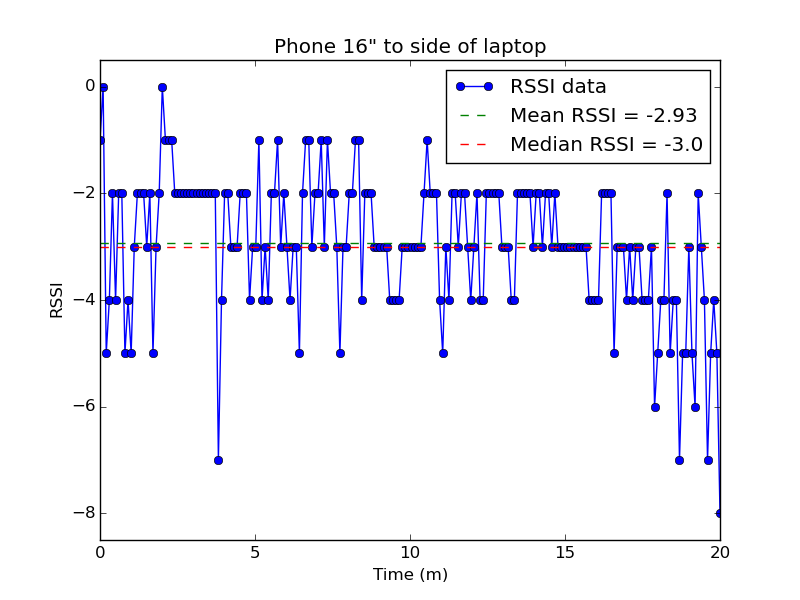 Phone 16" to side of laptop
RSSI data
Mean RSSI = -2.93
Median RSSI = -3.0
0
−2
−4
−6
−8
RSSI
0 5 10 15 20
Time (m)